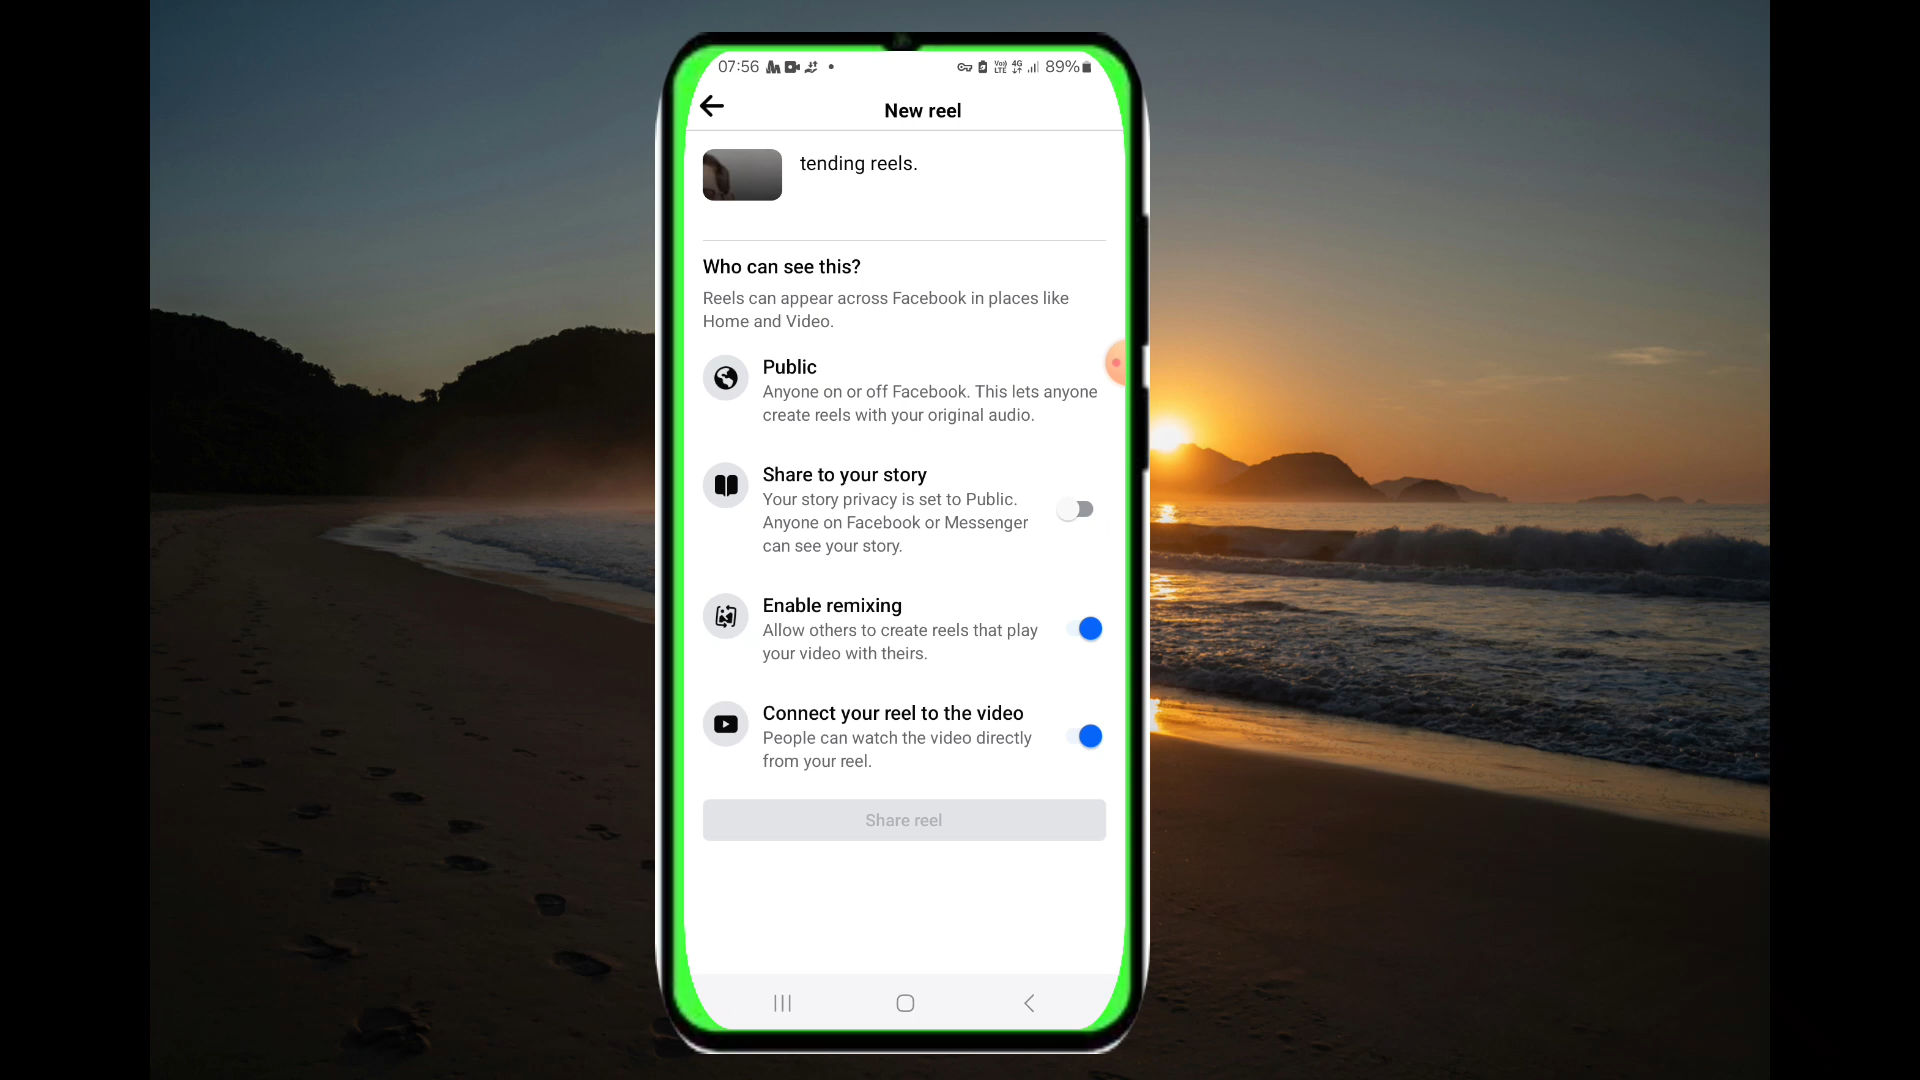 07:56
Vo)) LTE 4G 89%
New reel
tending reels.
Who can see this?
Reels can appear across Facebook in places like
Home and Video.
Public
Anyone on or off Facebook. This lets anyone
create reels with your original audio.
Share to your story
Your story privacy is set to Public.
Anyone on Facebook or Messenger
can see your story.
Enable remixing
Allow others to create reels that play
your video with theirs.
Connect your reel to the video
People can watch the video directly
from your reel.
Share reel